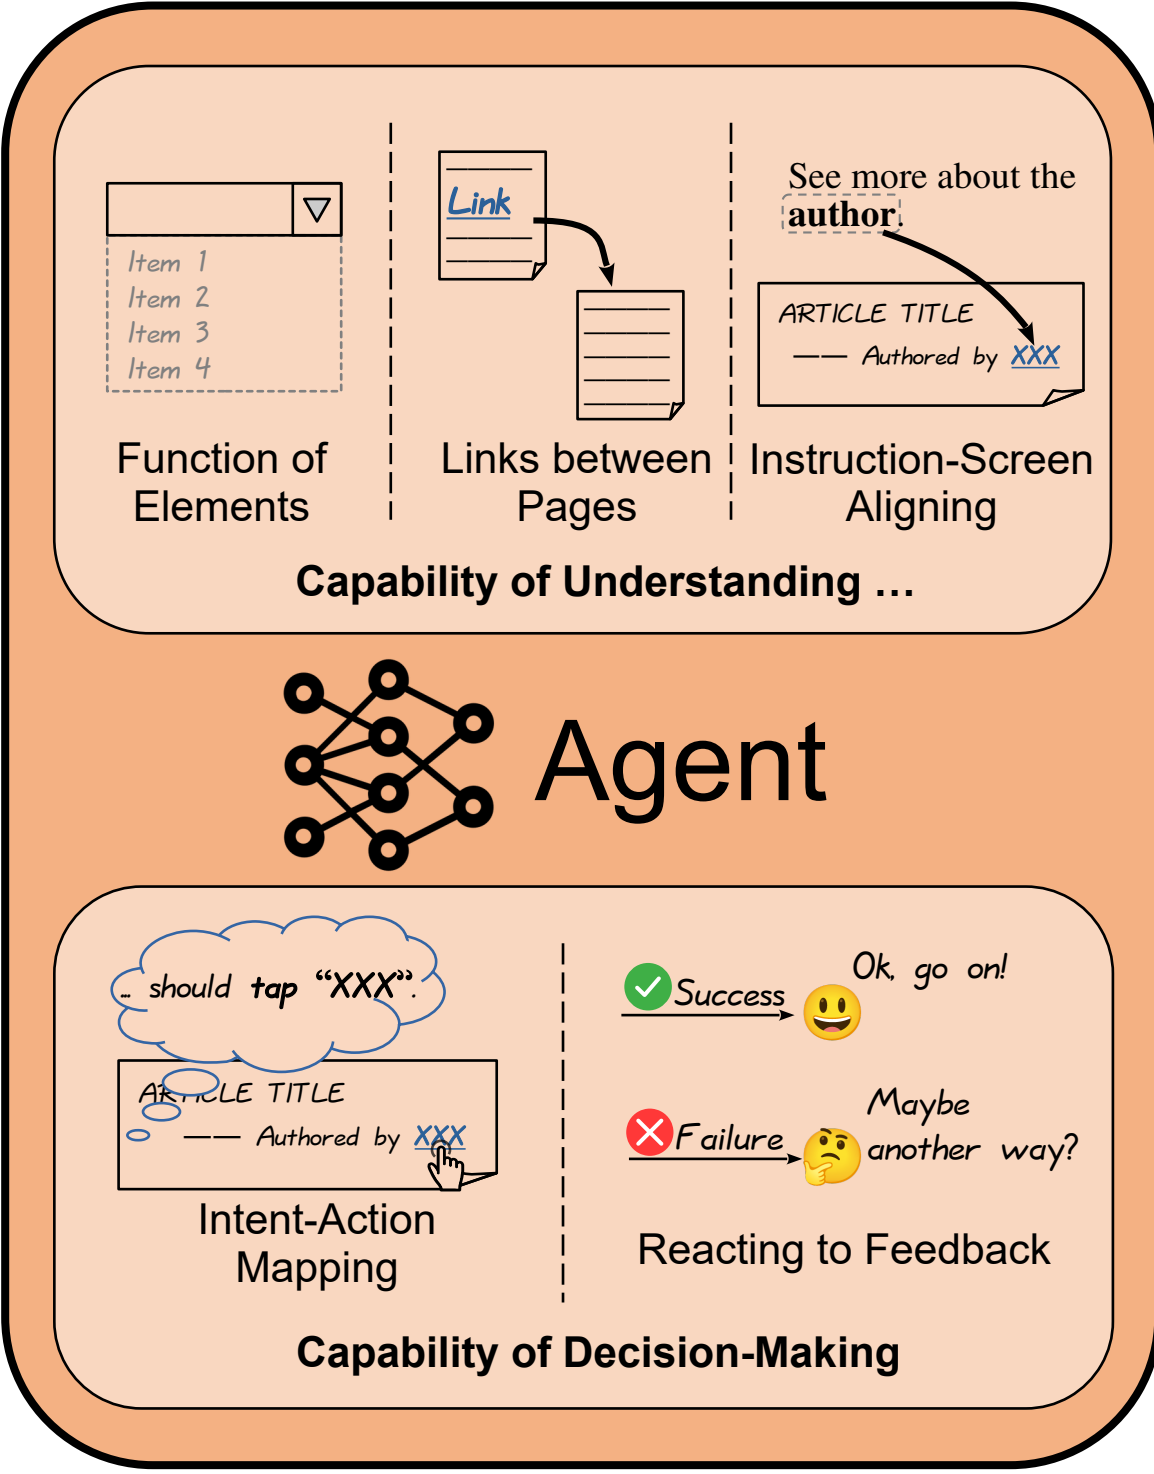 Item 1
Item 2
Item 3
Item 4
Function of
Elements
Link
Links between
Pages
See more about the
author.
ARTICLE TITLE
—— Authored by XXX
Instruction-Screen
Aligning
Capability of Understanding …
Agent
... should tap “XXX”.
ARTICLE TITLE
—— Authored by XXX
Intent-Action
Mapping
Success
Ok, go on!
Failure
Maybe
another way?
Reacting to Feedback
Capability of Decision-Making